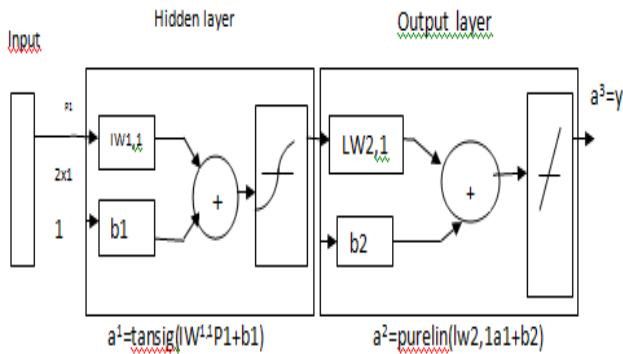 Hidden layer
Output layer
Input
P1
IW1,1
2x1
1
b1
+
LW2,1
b2
+
a³=y
a¹=tansig(IW¹·¹P1+b1)
a²=purelin(lw2,1a1+b2)